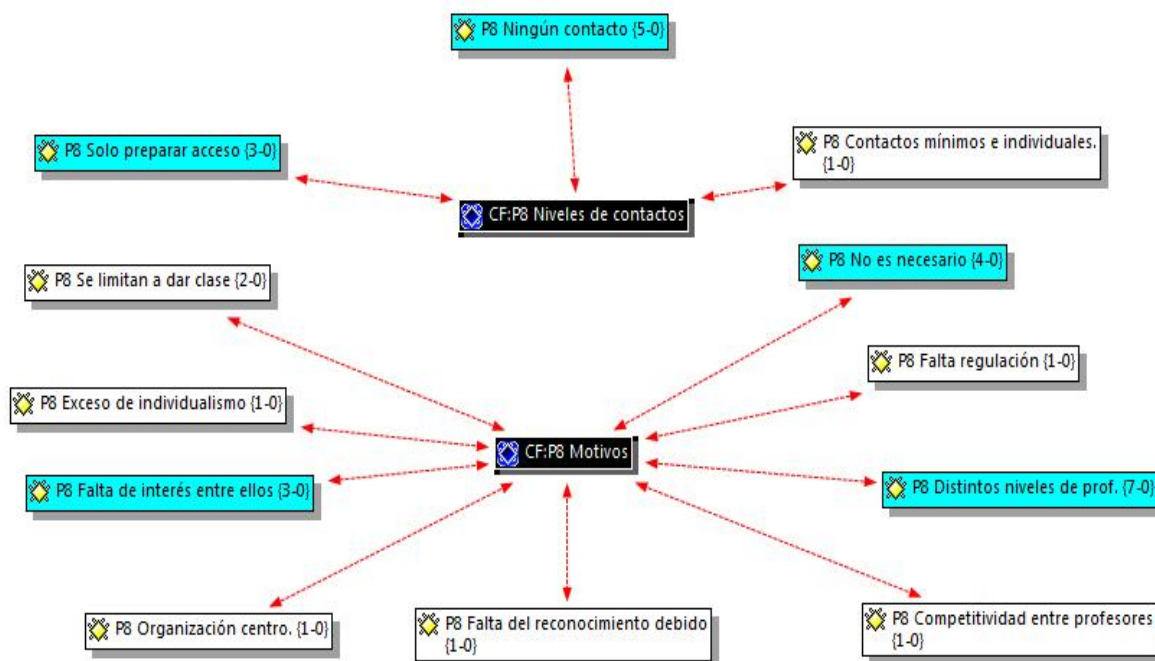 P8 Ningún contacto {5-0}
P8 Solo preparar acceso {3-0}
P8 Contactos mínimos e individuales.
{1-0}
CF:P8 Niveles de contactos
P8 No es necesario {4-0}
P8 Se limitan a dar clase {2-0}
P8 Falta regulación {1-0}
P8 Exceso de individualismo {1-0}
CF:P8 Motivos
P8 Falta de interés entre ellos {3-0}
P8 Distintos niveles de prof. {7-0}
P8 Organización centro. {1-0}
P8 Falta del reconocimiento debido
{1-0}
P8 Competitividad entre profesores
{1-0}